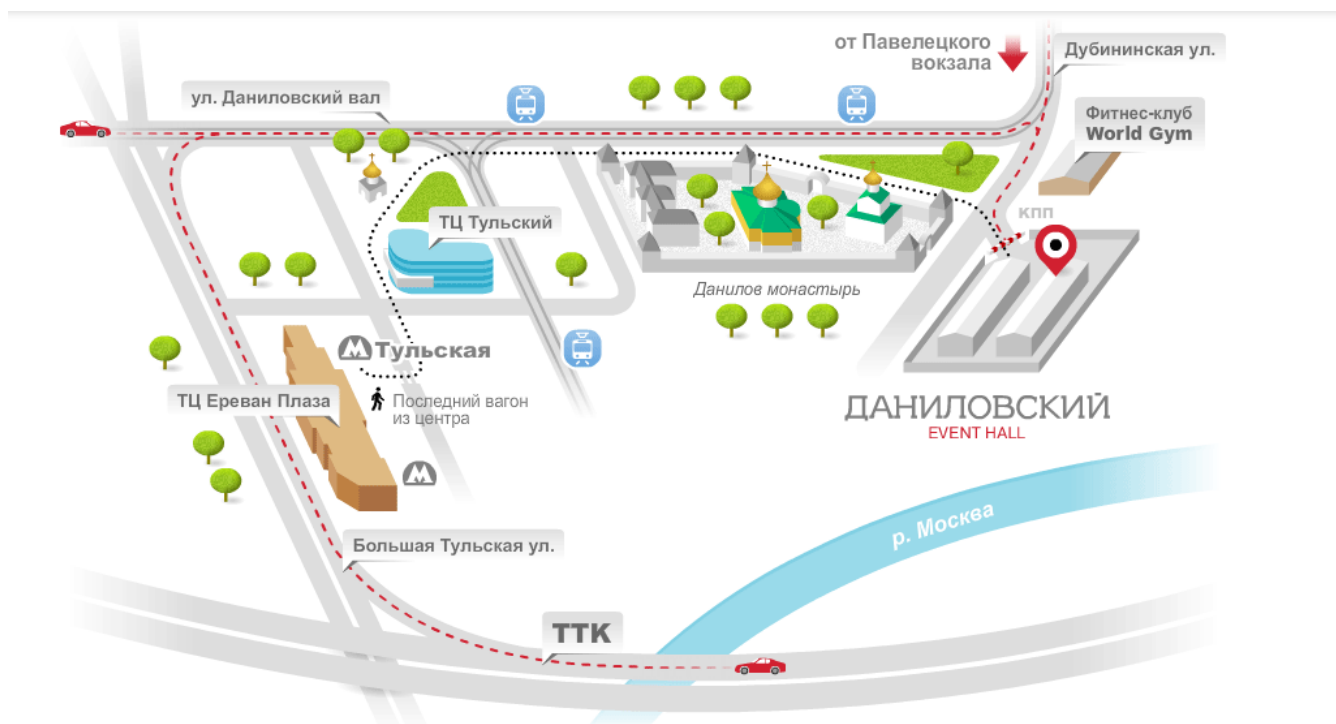 от Павелецкого
вокзала
Дубининская ул.
ул. Даниловский вал
Фитнес-клуб
World Gym
КПП
ТЦ Тульский
Данилов монастырь
Тульская
ТЦ Ереван Плаза
Последний вагон
из центра
ДАНИЛОВСКИЙ
EVENT HALL
р. Москва
Большая Тульская ул.
ТТК